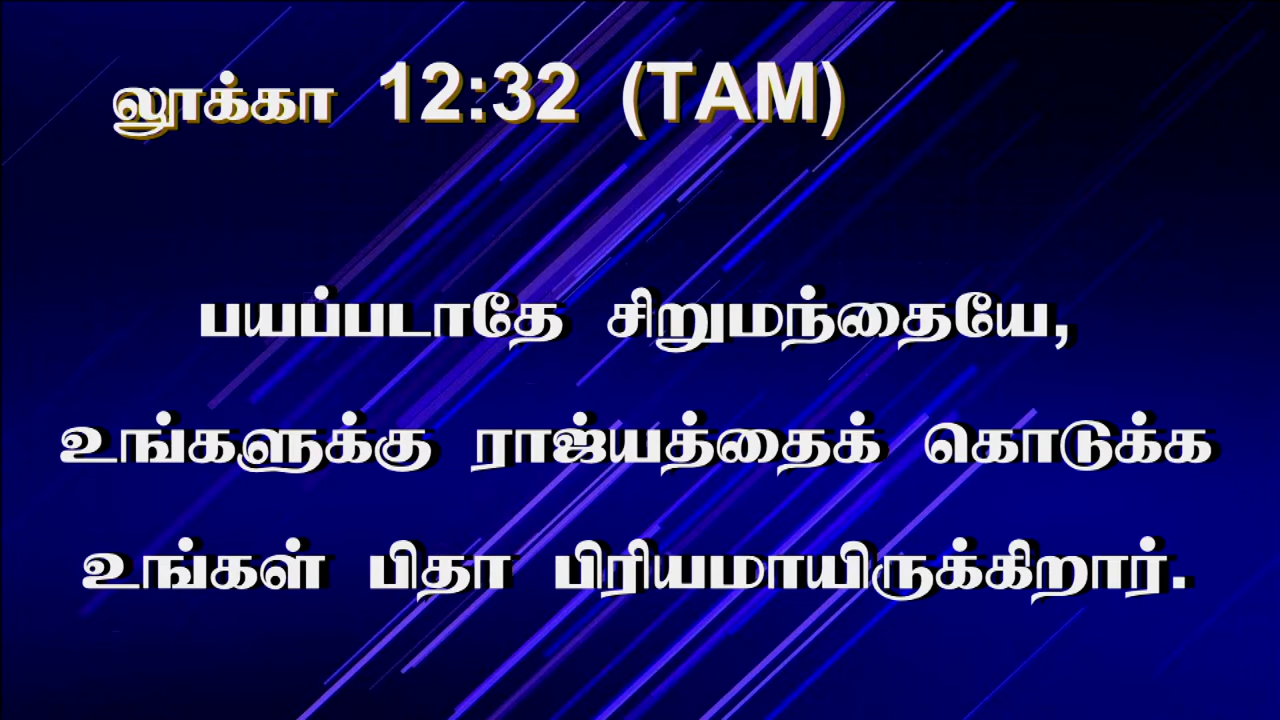 லூக்கா 12:32 (TAM)
பயப்படாதே சிறுமந்தையே,
உங்களுக்கு ராஜ்யத்தைக் கொடுக்க
உங்கள் பிதா பிரியமாயிருக்கிறார்.